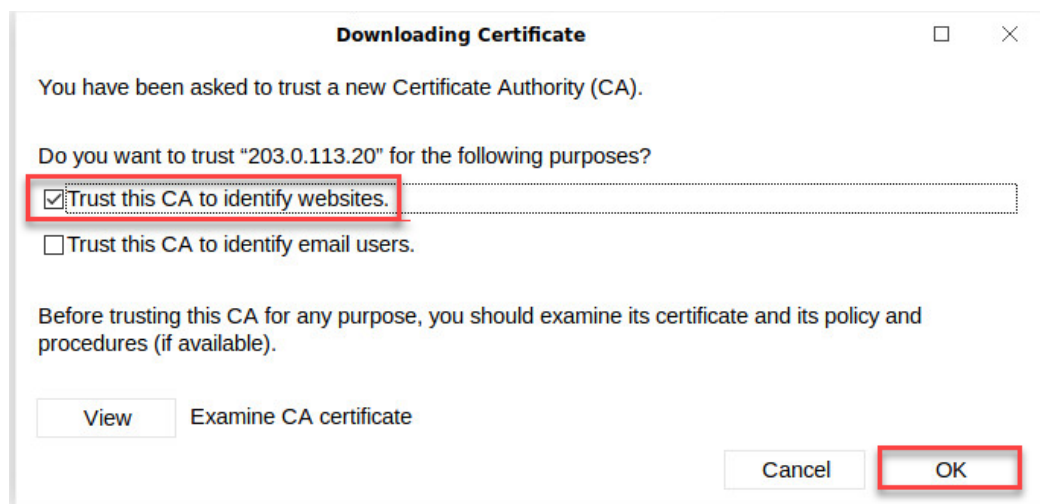 Downloading Certificate
You have been asked to trust a new Certificate Authority (CA).
Do you want to trust “203.0.113.20” for the following purposes?
Trust this CA to identify websites.
Trust this CA to identify email users.
Before trusting this CA for any purpose, you should examine its certificate and its policy and
procedures (if available).
View Examine CA certificate
Cancel OK